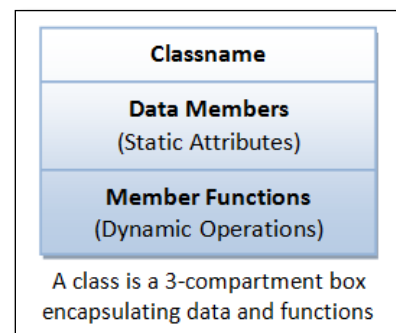 Classname
Data Members
(Static Attributes)
Member Functions
(Dynamic Operations)
A class is a 3-compartment box
encapsulating data and functions